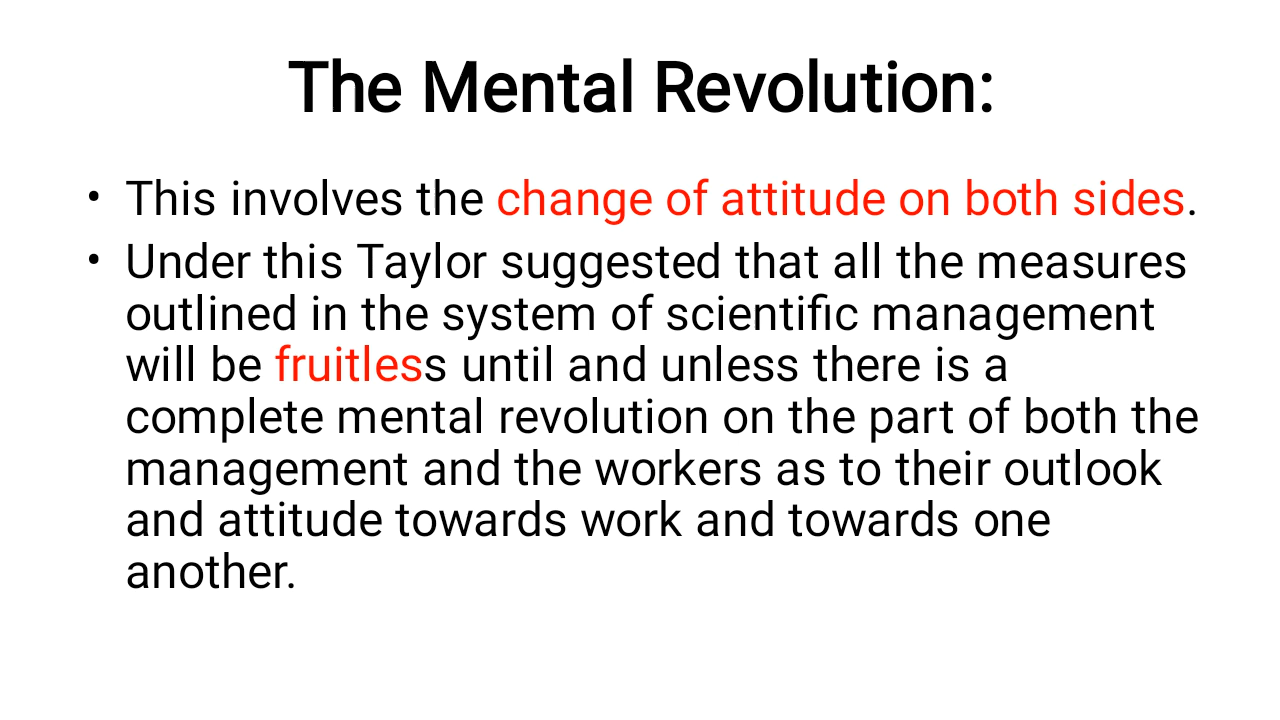 The Mental Revolution:
• This involves the change of attitude on both sides.
• Under this Taylor suggested that all the measures
outlined in the system of scientific management
will be fruitless until and unless there is a
complete mental revolution on the part of both the
management and the workers as to their outlook
and attitude towards work and towards one
another.